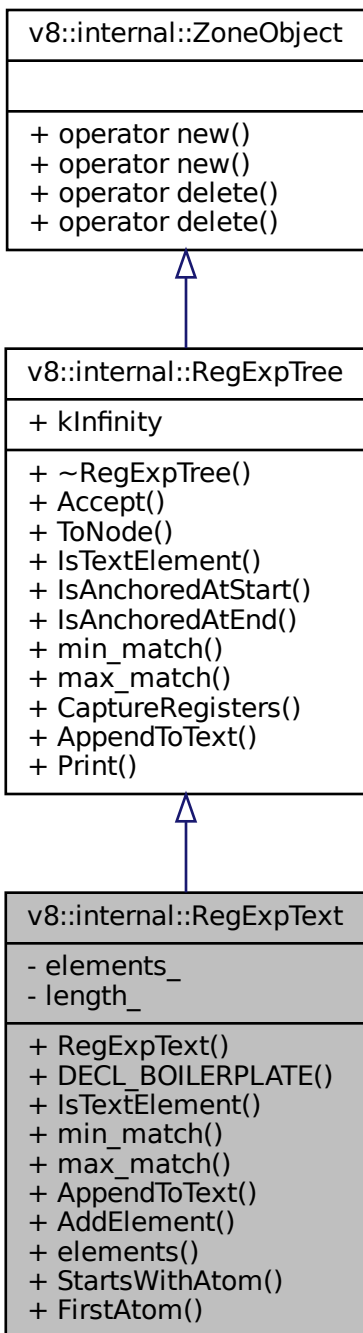 v8::internal::ZoneObject
+ operator new()
+ operator new()
+ operator delete()
+ operator delete()
v8::internal::RegExpTree
+ kInfinity
+ ~RegExpTree()
+ Accept()
+ ToNode()
+ IsTextElement()
+ IsAnchoredAtStart()
+ IsAnchoredAtEnd()
+ min_match()
+ max_match()
+ CaptureRegisters()
+ AppendToText()
+ Print()
v8::internal::RegExpText
- elements_
- length_
+ RegExpText()
+ DECL_BOILERPLATE()
+ IsTextElement()
+ min_match()
+ max_match()
+ AppendToText()
+ AddElement()
+ elements()
+ StartsWithAtom()
+ FirstAtom()